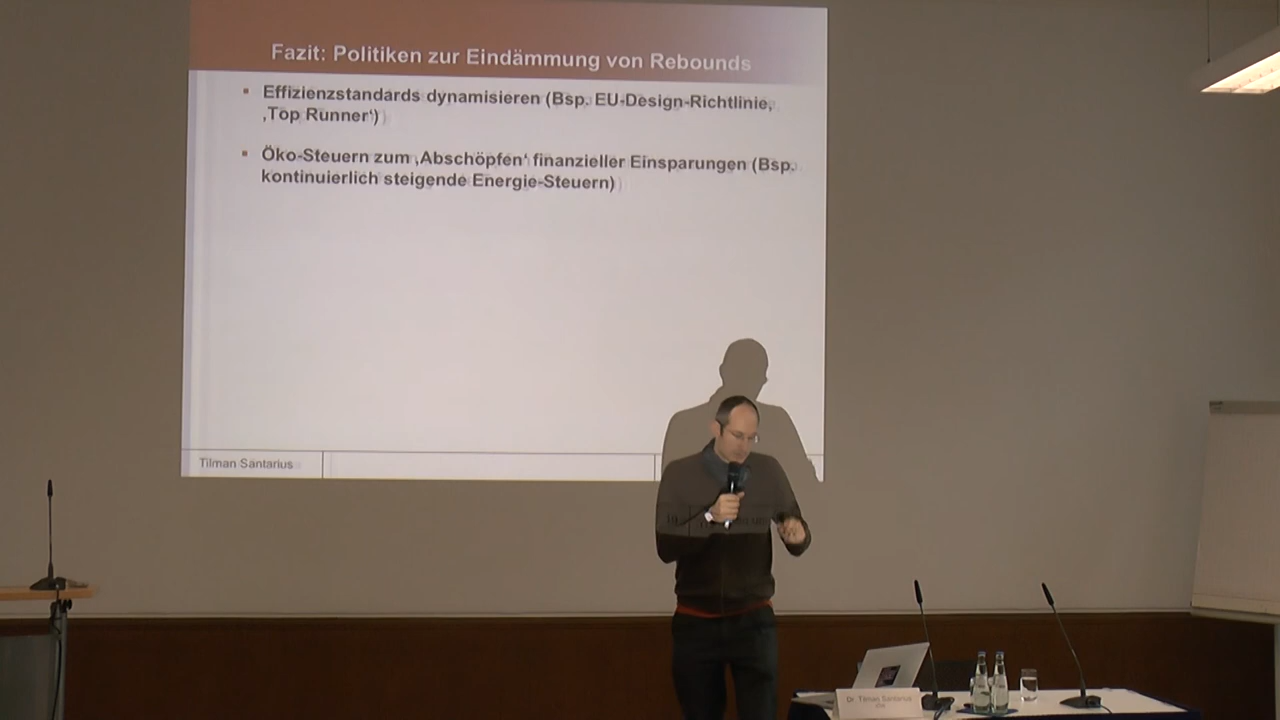 Fazit: Politiken zur Eindämmung von Rebounds
Effizienzstandards dynamisieren (Bsp. EU-Design-Richtlinie,
‚Top Runner‘)
Öko-Steuern zum ‚Abschöpfen‘ finanzieller Einsparungen (Bsp.
kontinuierlich steigende Energie-Steuern)
Tilman Santarius
Dr. Tilman Santarius